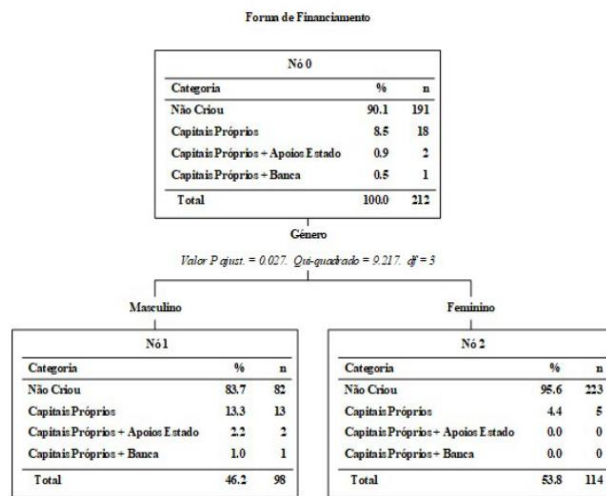 Forma de Financiamento
Nó 0
Categoria % n
Não Criou 90.1 191
Capitais Próprios 8.5 18
Capitais Próprios + Apoios Estado 0.9 2
Capitais Próprios + Banca 0.5 1
Total 100.0 212
Género
Valor P ajust. = 0.027. Qui-quadrado = 9.217. df = 3
Masculino
Nó 1
Categoria % n
Não Criou 83.7 82
Capitais Próprios 13.3 13
Capitais Próprios + Apoios Estado 2.2 2
Capitais Próprios + Banca 1.0 1
Total 46.2 98
Feminino
Nó 2
Categoria % n
Não Criou 95.6 223
Capitais Próprios 4.4 5
Capitais Próprios + Apoios Estado 0.0 0
Capitais Próprios + Banca 0.0 0
Total 53.8 114